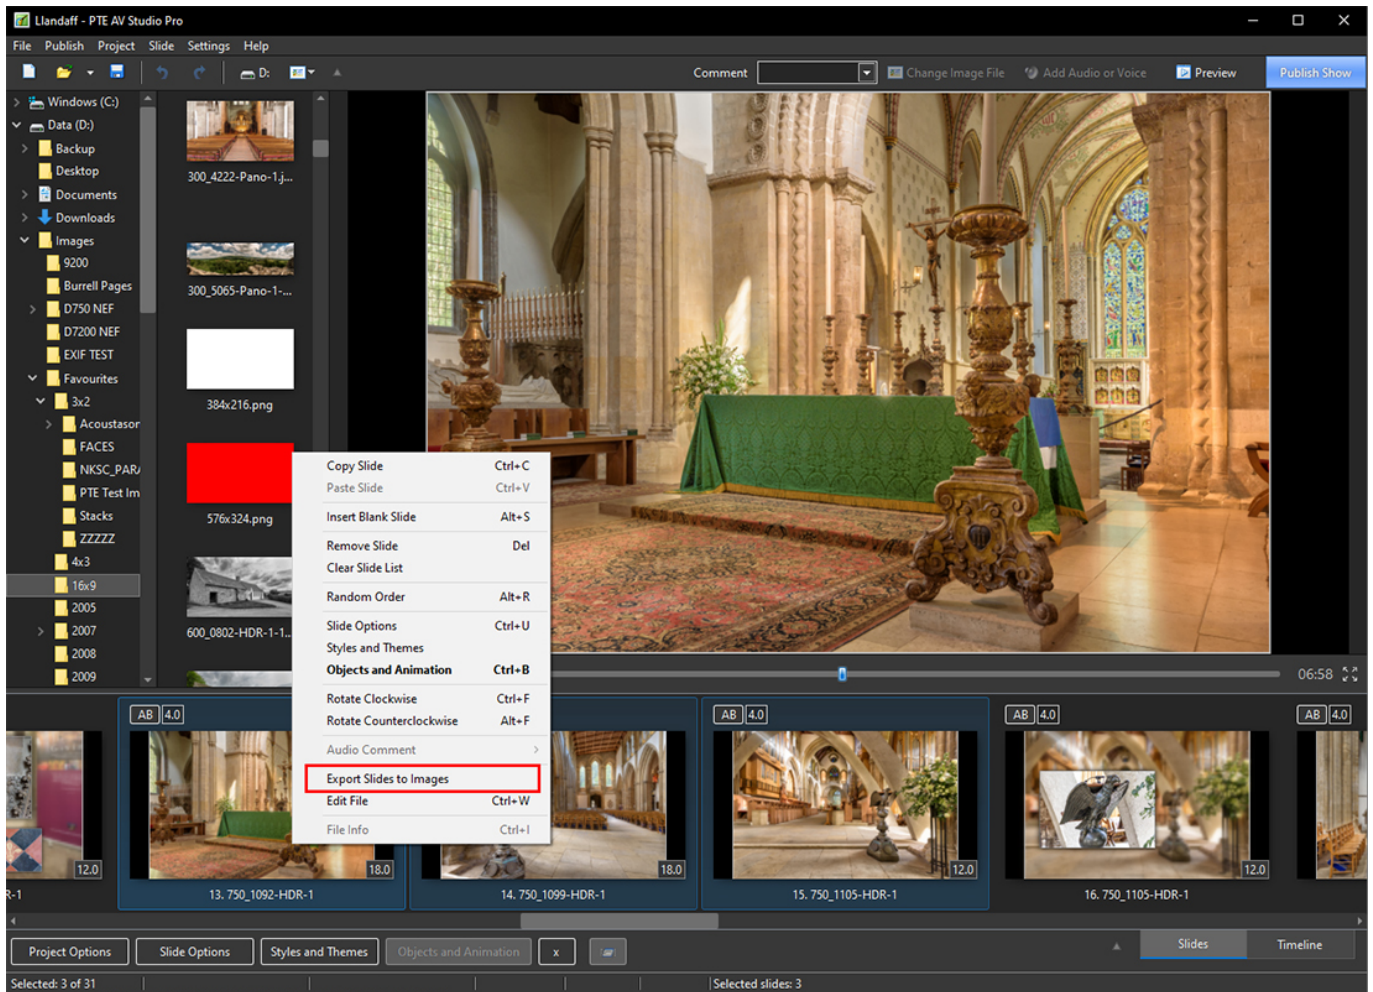 Llandaff - PTE AV Studio Pro
File Publish Project Slide Settings Help
D:
Comment
Change Image File
Add Audio or Voice
Preview
Publish Show
Windows (C:)
Data (D:)
Backup
Desktop
Documents
Downloads
Images
9200
Burrell Pages
D750 NEF
D7200 NEF
EXIF TEST
Favourites
3x2
Acoustasor
FACES
NKSC_PAR
PTE Test Im
Stacks
ZZZZZ
4x3
16x9
2005
2007
2008
2009
300_4222-Pano-1.j...
300_5065-Pano-1-...
384x216.png
576x324.png
600_0802-HDR-1-1...
Copy Slide Ctrl+C
Paste Slide Ctrl+V
Insert Blank Slide Alt+S
Remove Slide Del
Clear Slide List
Random Order Alt+R
Slide Options Ctrl+U
Styles and Themes
Objects and Animation Ctrl+B
Rotate Clockwise Ctrl+F
Rotate Counterclockwise Alt+F
Audio Comment
Export Slides to Images
Edit File Ctrl+W
File Info Ctrl+I
06:58
AB 4.0
AB 4.0
AB 4.0
AB 4.0
12.0
18.0
18.0
12.0
12.0
R-1
13. 750_1092-HDR-1
14. 750_1099-HDR-1
15. 750_1105-HDR-1
16. 750_1105-HDR-1
Project Options
Slide Options
Styles and Themes
Objects and Animation
x
Slides
Timeline
Selected: 3 of 31
Selected slides: 3